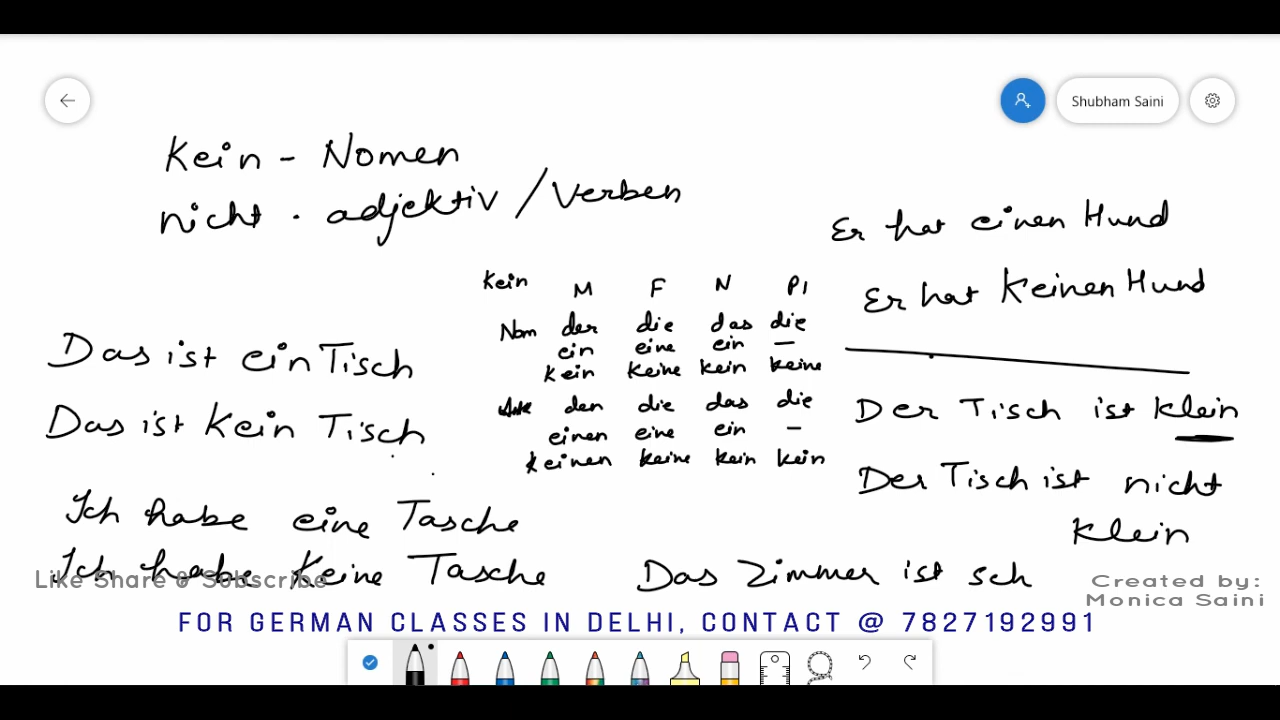 Shubham Saini
Kein - Nomen
nicht - adjektiv / Verben
Er hat einen Hund
Er hat Keinen Hund
Kein M F N Pl
Nom der die das die
ein eine ein —
Kein Keine Kein Keine
Akk den die das die
einen eine ein —
Keinen Keine Kein Kein
Das ist ein Tisch
Das ist Kein Tisch
Ich habe eine Tasche
Ich habe Keine Tasche
Der Tisch ist klein
Der Tisch ist nicht
Klein
Das Zimmer ist sch
Like Share & Subscribe
Created by:
Monica Saini
FOR GERMAN CLASSES IN DELHI, CONTACT @ 7827192991